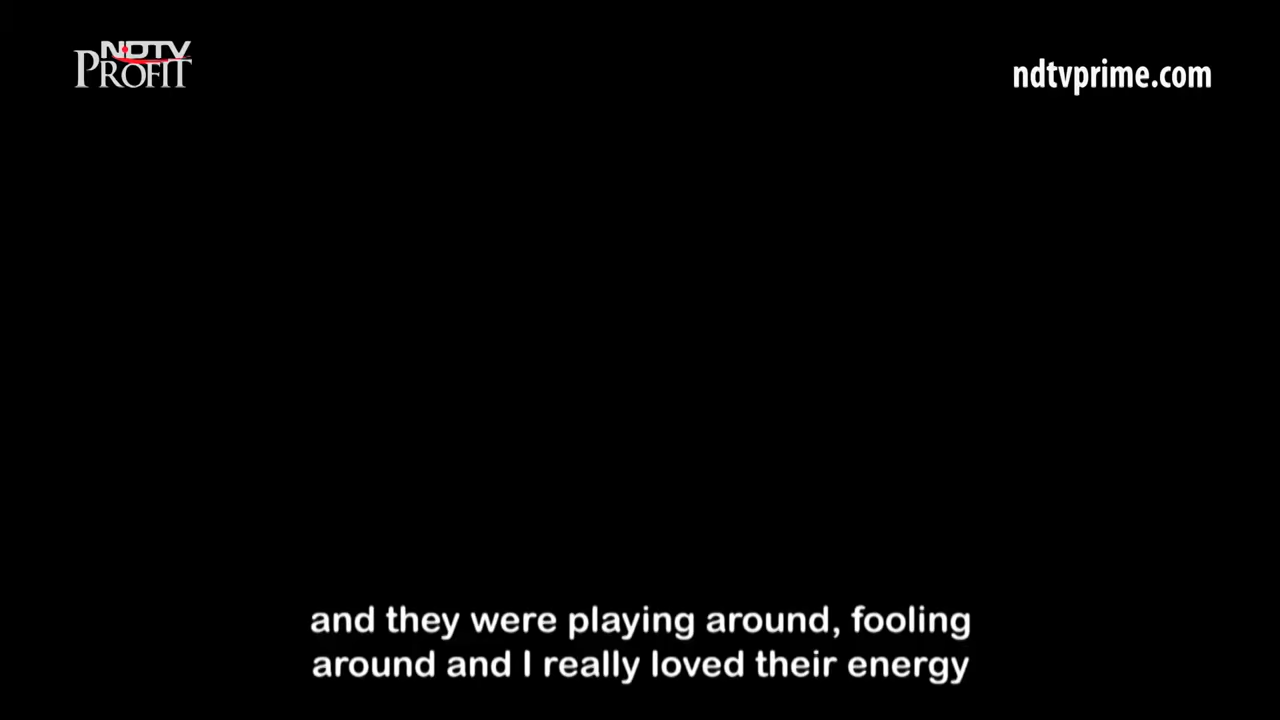 NDTV
PROFIT
ndtvprime.com
and they were playing around, fooling
around and I really loved their energy